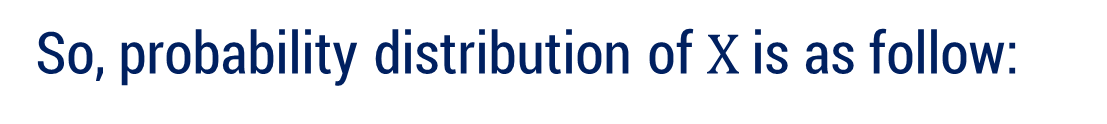 So, probability distribution of X is as follow: